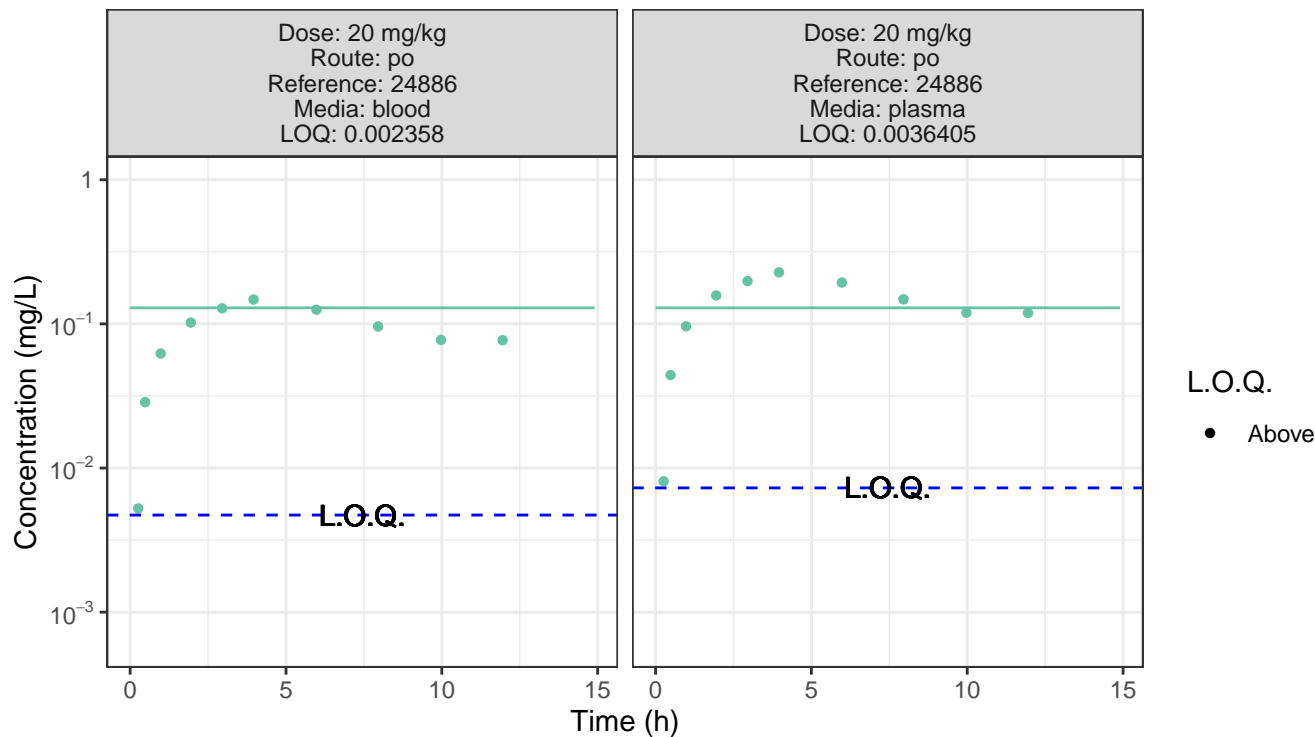 Dose: 20 mg/kg
Route: po
Reference: 24886
Media: blood
LOQ: 0.002358
Dose: 20 mg/kg
Route: po
Reference: 24886
Media: plasma
LOQ: 0.0036405
Concentration (mg/L)
1
10⁻¹
10⁻²
10⁻³
L.O.Q.
L.O.Q.
0 5 10 15
0 5 10 15
Time (h)
L.O.Q.
Above